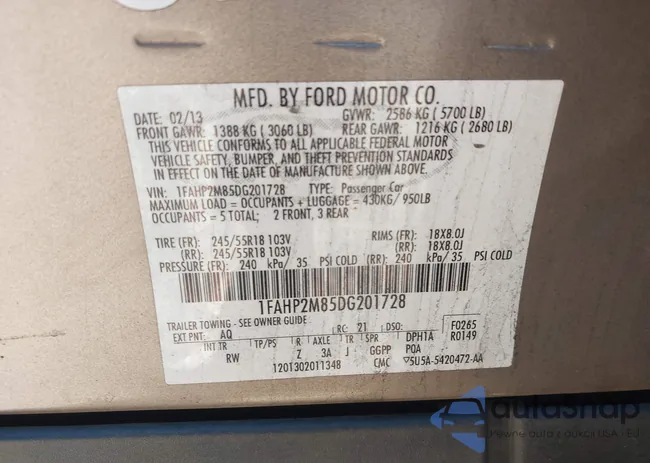 MFD. BY FORD MOTOR CO.
DATE: 02/13 GVWR: 2586 KG ( 5700 LB)
FRONT GAWR: 1388 KG ( 3060 LB) REAR GAWR: 1216 KG ( 2680 LB)
THIS VEHICLE CONFORMS TO ALL APPLICABLE FEDERAL MOTOR
VEHICLE SAFETY, BUMPER, AND THEFT PREVENTION STANDARDS
IN EFFECT ON THE DATE OF MANUFACTURE SHOWN ABOVE.
VIN: 1FAHP2M85DG201728 TYPE: Passenger Car
MAXIMUM LOAD = OCCUPANTS + LUGGAGE = 430KG/ 950LB
OCCUPANTS = 5 TOTAL; 2 FRONT, 3 REAR
TIRE (FR): 245/55R18 103V RIMS (FR): 18X8.0J
(RR): 245/55R18 103V (RR): 18X8.0J
PRESSURE (FR): 240 kPa/ 35 PSI COLD (RR): 240 kPa/ 35 PSI COLD
1FAHP2M85DG201728
TRAILER TOWING - SEE OWNER GUIDE
EXT PNT: AQ RC: 21 DSO: F0265
R0149
INT TR TP/PS R AXLE TR SPR DPH1A
RW Z 3A J GGPP PQA
1201302011348 CMC 5U5A-5420472-AA
autoSnap
Pewne auta z aukcji USA - EU